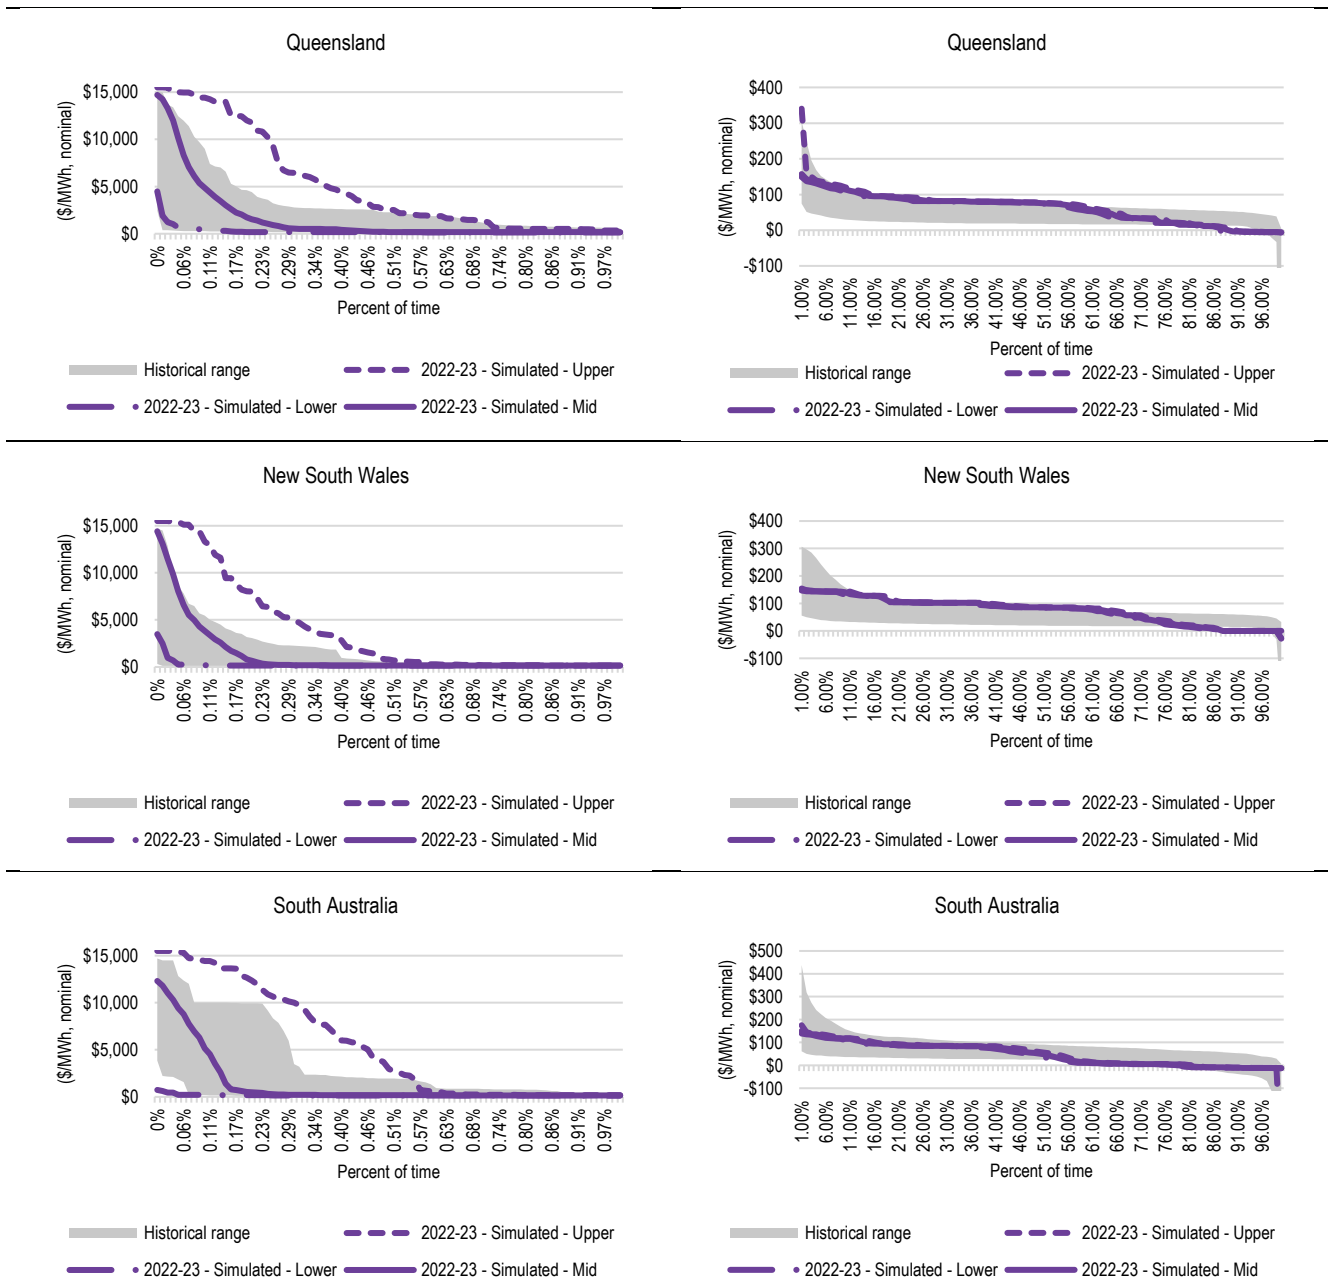 Queensland
($/MWh, nominal)
$15,000
$10,000
$5,000
$0
0% 0.06% 0.11% 0.17% 0.23% 0.29% 0.34% 0.40% 0.46% 0.51% 0.57% 0.63% 0.68% 0.74% 0.80% 0.86% 0.91% 0.97%
Percent of time
Historical range 2022-23 - Simulated - Upper
2022-23 - Simulated - Lower 2022-23 - Simulated - Mid
Queensland
($/MWh, nominal)
$400
$300
$200
$100
$0
-$100
1.00% 6.00% 11.00% 16.00% 21.00% 26.00% 31.00% 36.00% 41.00% 46.00% 51.00% 56.00% 61.00% 66.00% 71.00% 76.00% 81.00% 86.00% 91.00% 96.00%
Percent of time
Historical range 2022-23 - Simulated - Upper
2022-23 - Simulated - Lower 2022-23 - Simulated - Mid
New South Wales
($/MWh, nominal)
$15,000
$10,000
$5,000
$0
0% 0.06% 0.11% 0.17% 0.23% 0.29% 0.34% 0.40% 0.46% 0.51% 0.57% 0.63% 0.68% 0.74% 0.80% 0.86% 0.91% 0.97%
Percent of time
Historical range 2022-23 - Simulated - Upper
2022-23 - Simulated - Lower 2022-23 - Simulated - Mid
New South Wales
($/MWh, nominal)
$400
$300
$200
$100
$0
-$100
1.00% 6.00% 11.00% 16.00% 21.00% 26.00% 31.00% 36.00% 41.00% 46.00% 51.00% 56.00% 61.00% 66.00% 71.00% 76.00% 81.00% 86.00% 91.00% 96.00%
Percent of time
Historical range 2022-23 - Simulated - Upper
2022-23 - Simulated - Lower 2022-23 - Simulated - Mid
South Australia
($/MWh, nominal)
$15,000
$10,000
$5,000
$0
0% 0.06% 0.11% 0.17% 0.23% 0.29% 0.34% 0.40% 0.46% 0.51% 0.57% 0.63% 0.68% 0.74% 0.80% 0.86% 0.91% 0.97%
Percent of time
Historical range 2022-23 - Simulated - Upper
2022-23 - Simulated - Lower 2022-23 - Simulated - Mid
South Australia
($/MWh, nominal)
$500
$400
$300
$200
$100
$0
-$100
1.00% 6.00% 11.00% 16.00% 21.00% 26.00% 31.00% 36.00% 41.00% 46.00% 51.00% 56.00% 61.00% 66.00% 71.00% 76.00% 81.00% 86.00% 91.00% 96.00%
Percent of time
Historical range 2022-23 - Simulated - Upper
2022-23 - Simulated - Lower 2022-23 - Simulated - Mid